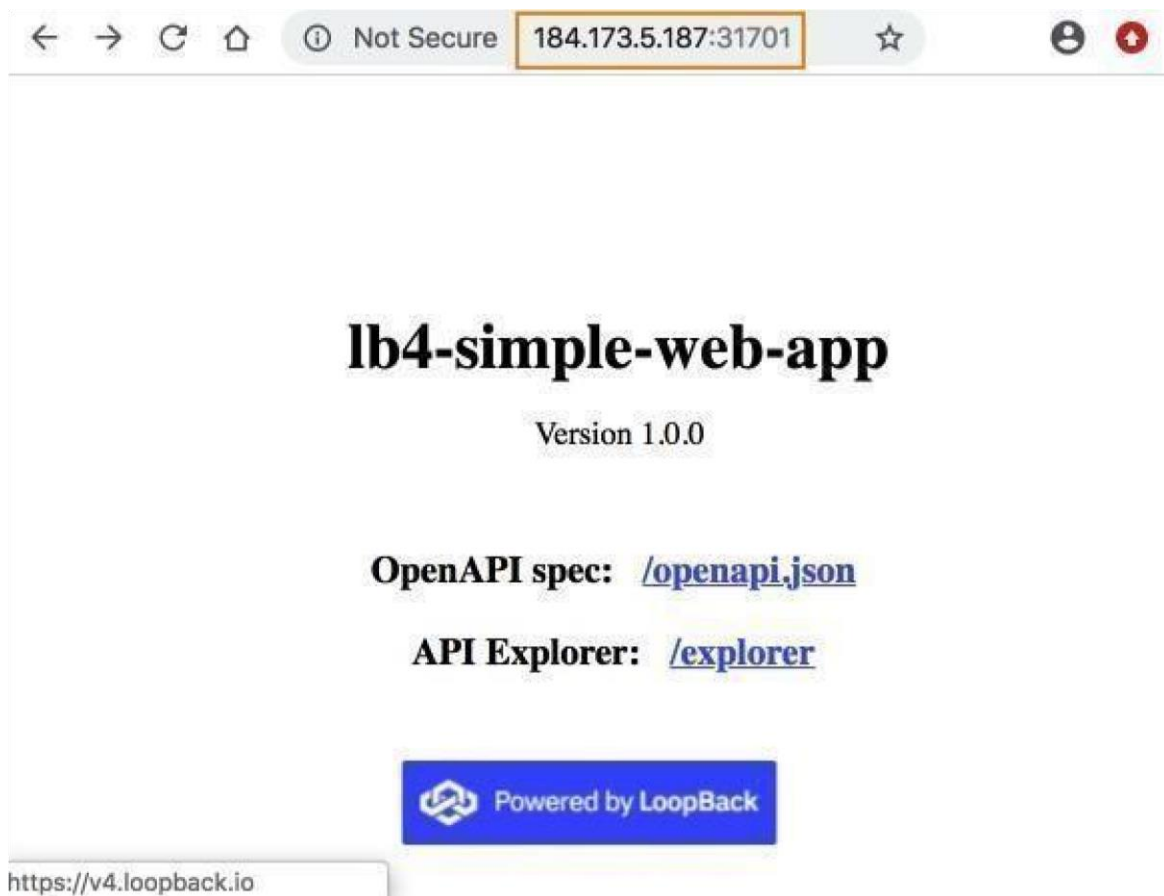 Not Secure 184.173.5.187:31701
lb4-simple-web-app
Version 1.0.0
OpenAPI spec: /openapi.json
API Explorer: /explorer
Powered by LoopBack
https://v4.loopback.io